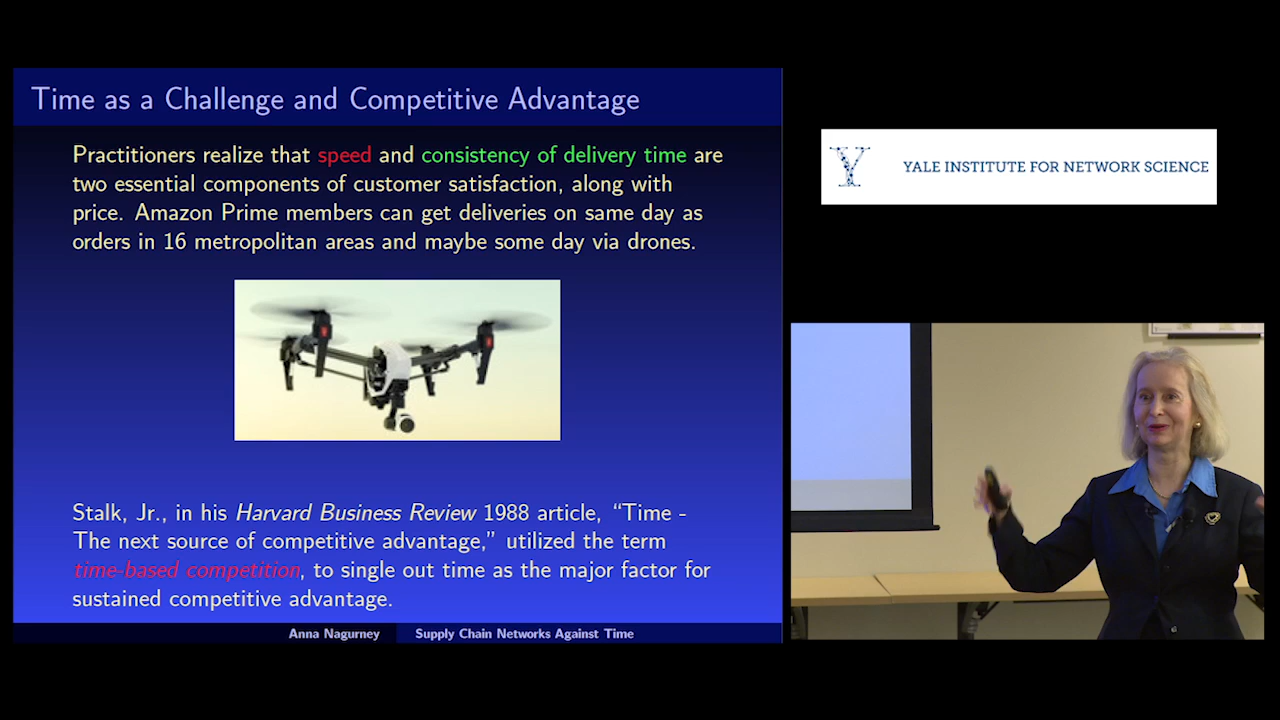 Time as a Challenge and Competitive Advantage
Practitioners realize that speed and consistency of delivery time are
two essential components of customer satisfaction, along with
price. Amazon Prime members can get deliveries on same day as
orders in 16 metropolitan areas and maybe some day via drones.
Stalk, Jr., in his Harvard Business Review 1988 article, “Time -
The next source of competitive advantage,” utilized the term
time-based competition, to single out time as the major factor for
sustained competitive advantage.
Anna Nagurney Supply Chain Networks Against Time
YALE INSTITUTE FOR NETWORK SCIENCE